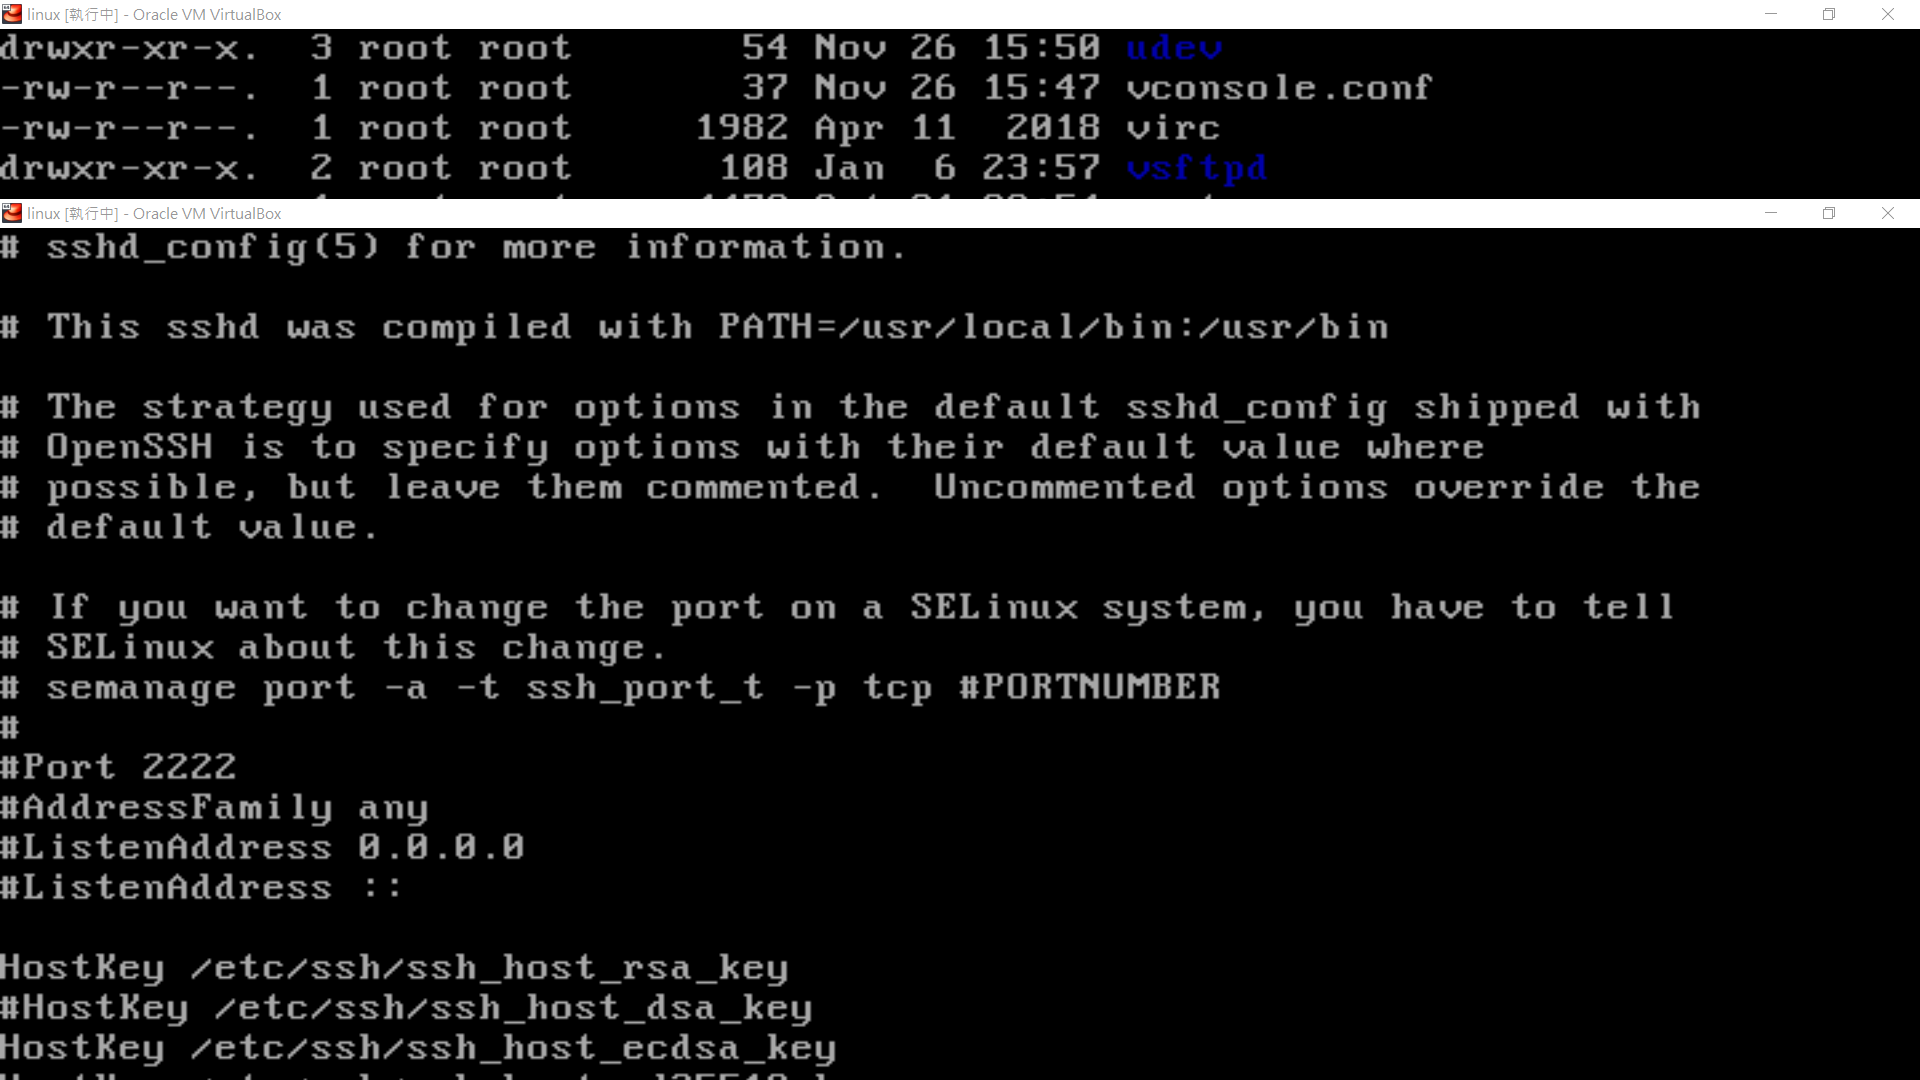 linux [執行中] - Oracle VM VirtualBox
drwxr-xr-x.  3 root root       54 Nov 26 15:50 udev
-rw-r--r--.  1 root root       37 Nov 26 15:47 vconsole.conf
-rw-r--r--.  1 root root     1982 Apr 11  2018 virc
drwxr-xr-x.  2 root root      108 Jan  6 23:57 vsftpd
linux [執行中] - Oracle VM VirtualBox
# sshd_config(5) for more information.
# This sshd was compiled with PATH=/usr/local/bin:/usr/bin
# The strategy used for options in the default sshd_config shipped with
# OpenSSH is to specify options with their default value where
# possible, but leave them commented.  Uncommented options override the
# default value.
# If you want to change the port on a SELinux system, you have to tell
# SELinux about this change.
# semanage port -a -t ssh_port_t -p tcp #PORTNUMBER
#
#Port 2222
#AddressFamily any
#ListenAddress 0.0.0.0
#ListenAddress ::
HostKey /etc/ssh/ssh_host_rsa_key
#HostKey /etc/ssh/ssh_host_dsa_key
HostKey /etc/ssh/ssh_host_ecdsa_key